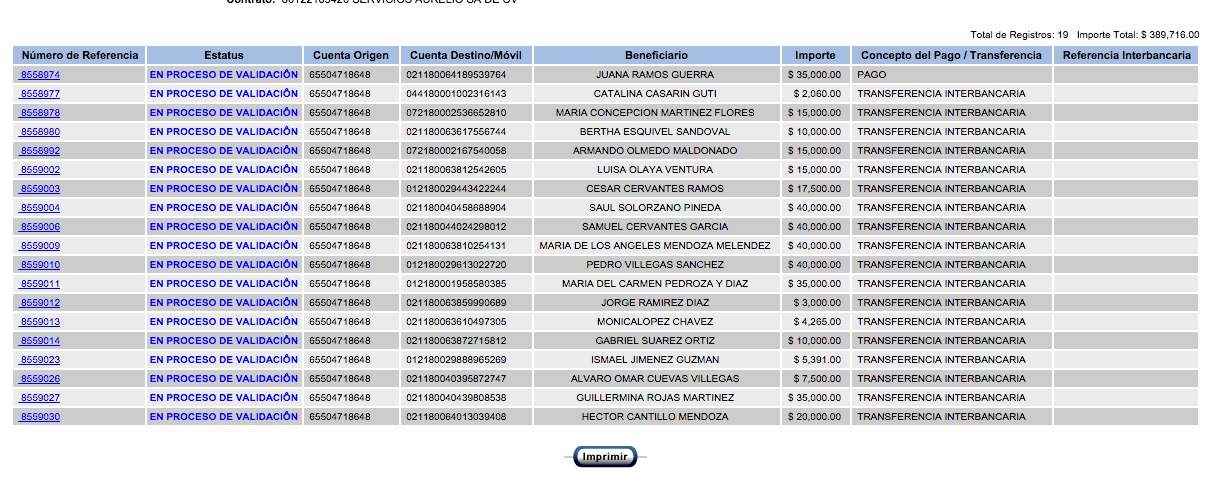 Total de Registros: 19 Importe Total: $ 389,716.00
Número de Referencia Estatus Cuenta Origen Cuenta Destino/Móvil Beneficiario Importe Concepto del Pago / Transferencia Referencia Interbancaria
8558974 EN PROCESO DE VALIDACIÓN 65504718648 021180064189539764 JUANA RAMOS GUERRA $ 35,000.00 PAGO
8558977 EN PROCESO DE VALIDACIÓN 65504718648 044180001002316143 CATALINA CASARIN GUTI $ 2,060.00 TRANSFERENCIA INTERBANCARIA
8558978 EN PROCESO DE VALIDACIÓN 65504718648 072180002536652810 MARIA CONCEPCION MARTINEZ FLORES $ 15,000.00 TRANSFERENCIA INTERBANCARIA
8558980 EN PROCESO DE VALIDACIÓN 65504718648 021180063617556744 BERTHA ESQUIVEL SANDOVAL $ 10,000.00 TRANSFERENCIA INTERBANCARIA
8558992 EN PROCESO DE VALIDACIÓN 65504718648 072180002167540058 ARMANDO OLMEDO MALDONADO $ 15,000.00 TRANSFERENCIA INTERBANCARIA
8559002 EN PROCESO DE VALIDACIÓN 65504718648 021180063812542605 LUISA OLAYA VENTURA $ 15,000.00 TRANSFERENCIA INTERBANCARIA
8559003 EN PROCESO DE VALIDACIÓN 65504718648 012180029443422244 CESAR CERVANTES RAMOS $ 17,500.00 TRANSFERENCIA INTERBANCARIA
8559004 EN PROCESO DE VALIDACIÓN 65504718648 021180040458688904 SAUL SOLORZANO PINEDA $ 40,000.00 TRANSFERENCIA INTERBANCARIA
8559006 EN PROCESO DE VALIDACIÓN 65504718648 021180044024298012 SAMUEL CERVANTES GARCIA $ 40,000.00 TRANSFERENCIA INTERBANCARIA
8559009 EN PROCESO DE VALIDACIÓN 65504718648 021180063810254131 MARIA DE LOS ANGELES MENDOZA MELENDEZ $ 40,000.00 TRANSFERENCIA INTERBANCARIA
8559010 EN PROCESO DE VALIDACIÓN 65504718648 012180029613022720 PEDRO VILLEGAS SANCHEZ $ 40,000.00 TRANSFERENCIA INTERBANCARIA
8559011 EN PROCESO DE VALIDACIÓN 65504718648 012180001958580385 MARIA DEL CARMEN PEDROZA Y DIAZ $ 35,000.00 TRANSFERENCIA INTERBANCARIA
8559012 EN PROCESO DE VALIDACIÓN 65504718648 021180063859990689 JORGE RAMIREZ DIAZ $ 3,000.00 TRANSFERENCIA INTERBANCARIA
8559013 EN PROCESO DE VALIDACIÓN 65504718648 021180063610497305 MONICALOPEZ CHAVEZ $ 4,265.00 TRANSFERENCIA INTERBANCARIA
8559014 EN PROCESO DE VALIDACIÓN 65504718648 021180063872715812 GABRIEL SUAREZ ORTIZ $ 10,000.00 TRANSFERENCIA INTERBANCARIA
8559023 EN PROCESO DE VALIDACIÓN 65504718648 012180029888965269 ISMAEL JIMENEZ GUZMAN $ 5,391.00 TRANSFERENCIA INTERBANCARIA
8559026 EN PROCESO DE VALIDACIÓN 65504718648 021180040395872747 ALVARO OMAR CUEVAS VILLEGAS $ 7,500.00 TRANSFERENCIA INTERBANCARIA
8559027 EN PROCESO DE VALIDACIÓN 65504718648 021180040439808538 GUILLERMINA ROJAS MARTINEZ $ 35,000.00 TRANSFERENCIA INTERBANCARIA
8559030 EN PROCESO DE VALIDACIÓN 65504718648 021180064013039408 HECTOR CANTILLO MENDOZA $ 20,000.00 TRANSFERENCIA INTERBANCARIA
Imprimir